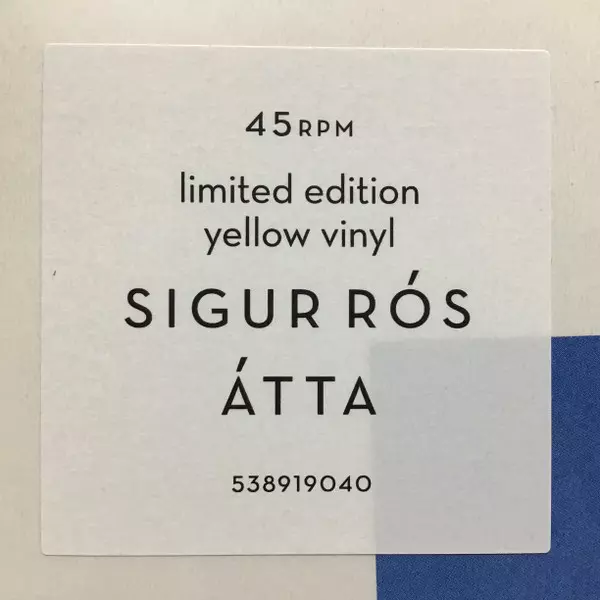 45RPM
limited edition
yellow vinyl
SIGUR RÓS
ÁTTA
538919040